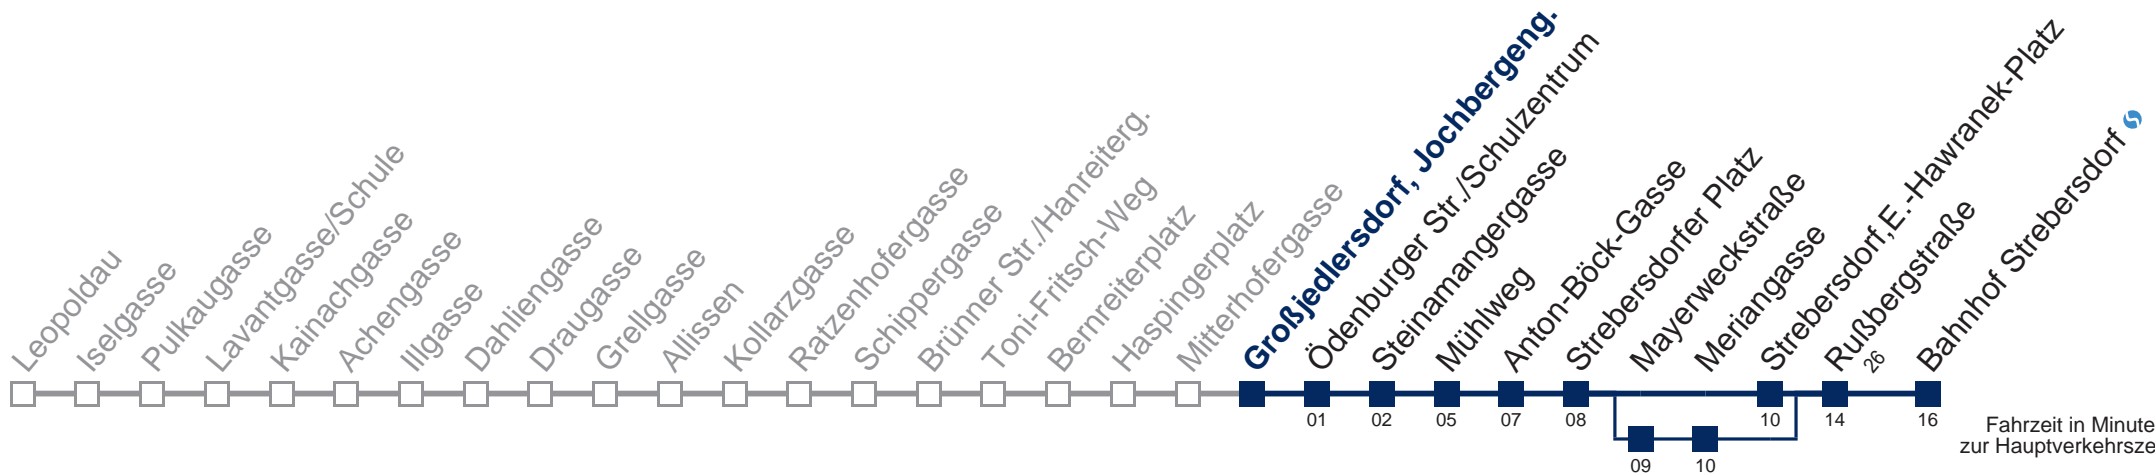 Leopoldau
Iselgasse
Pulkaugasse
Lavantgasse/Schule
Kainachgasse
Achengasse
Illgasse
Dahliengasse
Draugasse
Grellgasse
Allissen
Kollarzgasse
Ratzenhofergasse
Schippergasse
Brünner Str./Hanreiterg.
Toni-Fritsch-Weg
Bernreiterplatz
Haspingerplatz
Mitterhofergasse
Großjedlersdorf, Jochbergeng.
Ödenburger Str./Schulzentrum
Steinamangergasse
Mühlweg
Anton-Böck-Gasse
Strebersdorfer Platz
Mayerweckstraße
Meriangasse
Strebersdorf,E.-Hawranek-Platz
Rußbergstraße
26
Bahnhof Strebersdorf
01 02 05 07 08 10 14 16
09 10
Fahrzeit in Minute
zur Hauptverkehrsze